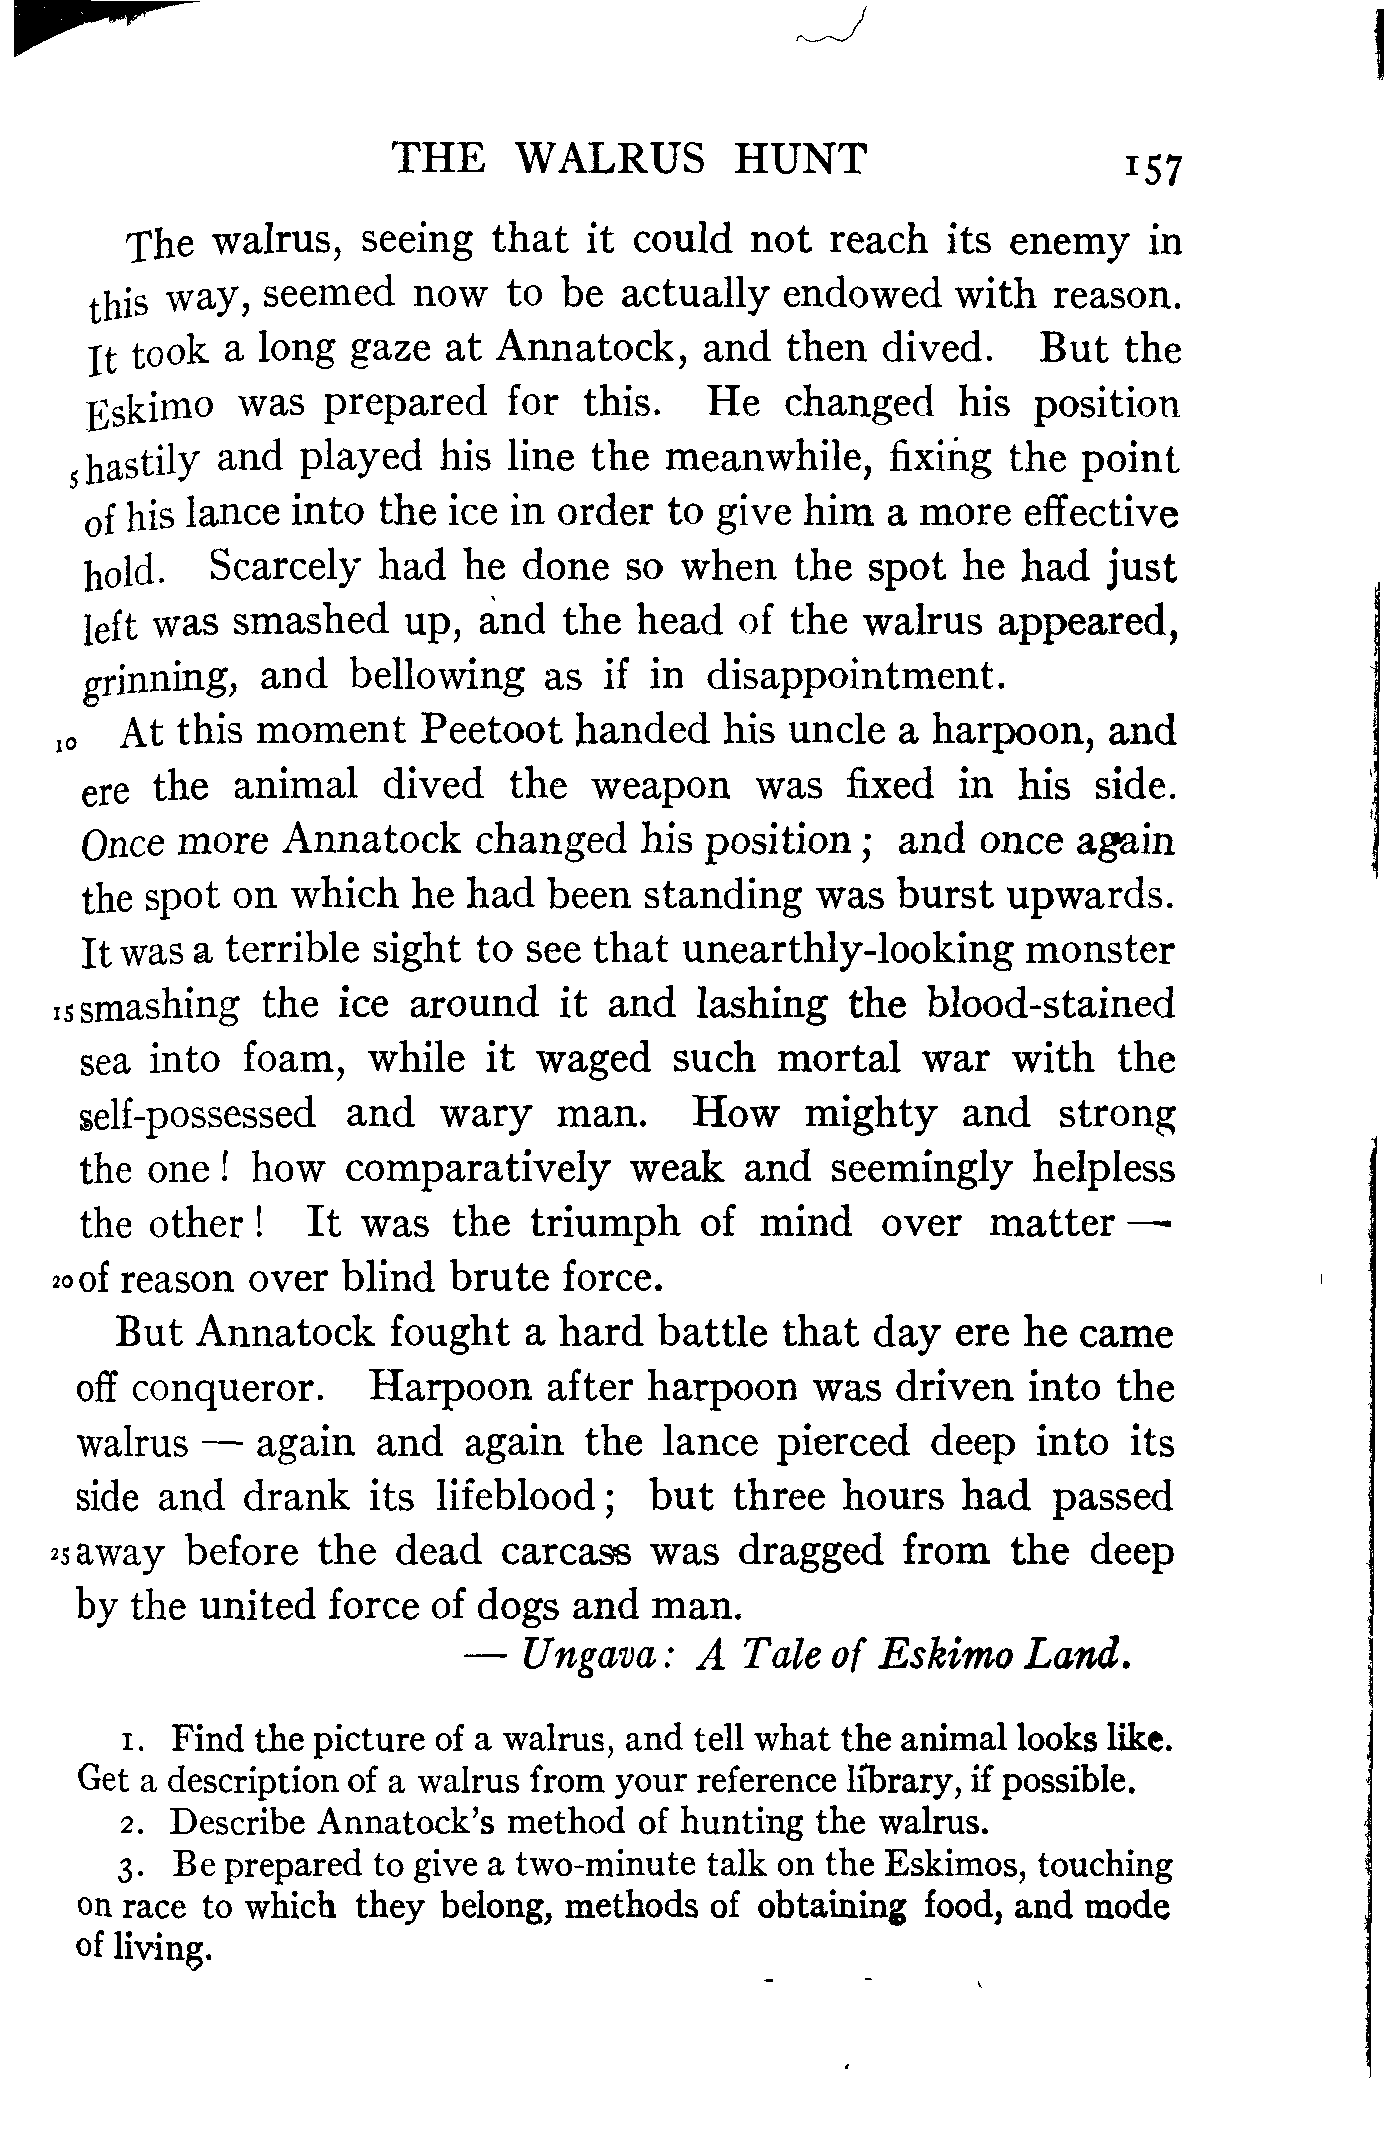 THE WALRUS HUNT 157
The walrus, seeing that it could not reach its enemy in
this way, seemed now to be actually endowed with reason.
It took a long gaze at Annatock, and then dived. But the
Eskimo was prepared for this. He changed his position
5 hastily and played his line the meanwhile, fixing the point
of his lance into the ice in order to give him a more effective
hold. Scarcely had he done so when the spot he had just
left was smashed up, and the head of the walrus appeared,
grinning, and bellowing as if in disappointment.
10 At this moment Peetoot handed his uncle a harpoon, and
ere the animal dived the weapon was fixed in his side.
Once more Annatock changed his position; and once again
the spot on which he had been standing was burst upwards.
It was a terrible sight to see that unearthly-looking monster
15 smashing the ice around it and lashing the blood-stained
sea into foam, while it waged such mortal war with the
self-possessed and wary man. How mighty and strong
the one! how comparatively weak and seemingly helpless
the other! It was the triumph of mind over matter —
20 of reason over blind brute force.
But Annatock fought a hard battle that day ere he came
off conqueror. Harpoon after harpoon was driven into the
walrus — again and again the lance pierced deep into its
side and drank its lifeblood; but three hours had passed
25 away before the dead carcass was dragged from the deep
by the united force of dogs and man.
— Ungava: A Tale of Eskimo Land.
1. Find the picture of a walrus, and tell what the animal looks like.
Get a description of a walrus from your reference library, if possible.
2. Describe Annatock's method of hunting the walrus.
3. Be prepared to give a two-minute talk on the Eskimos, touching
on race to which they belong, methods of obtaining food, and mode
of living.